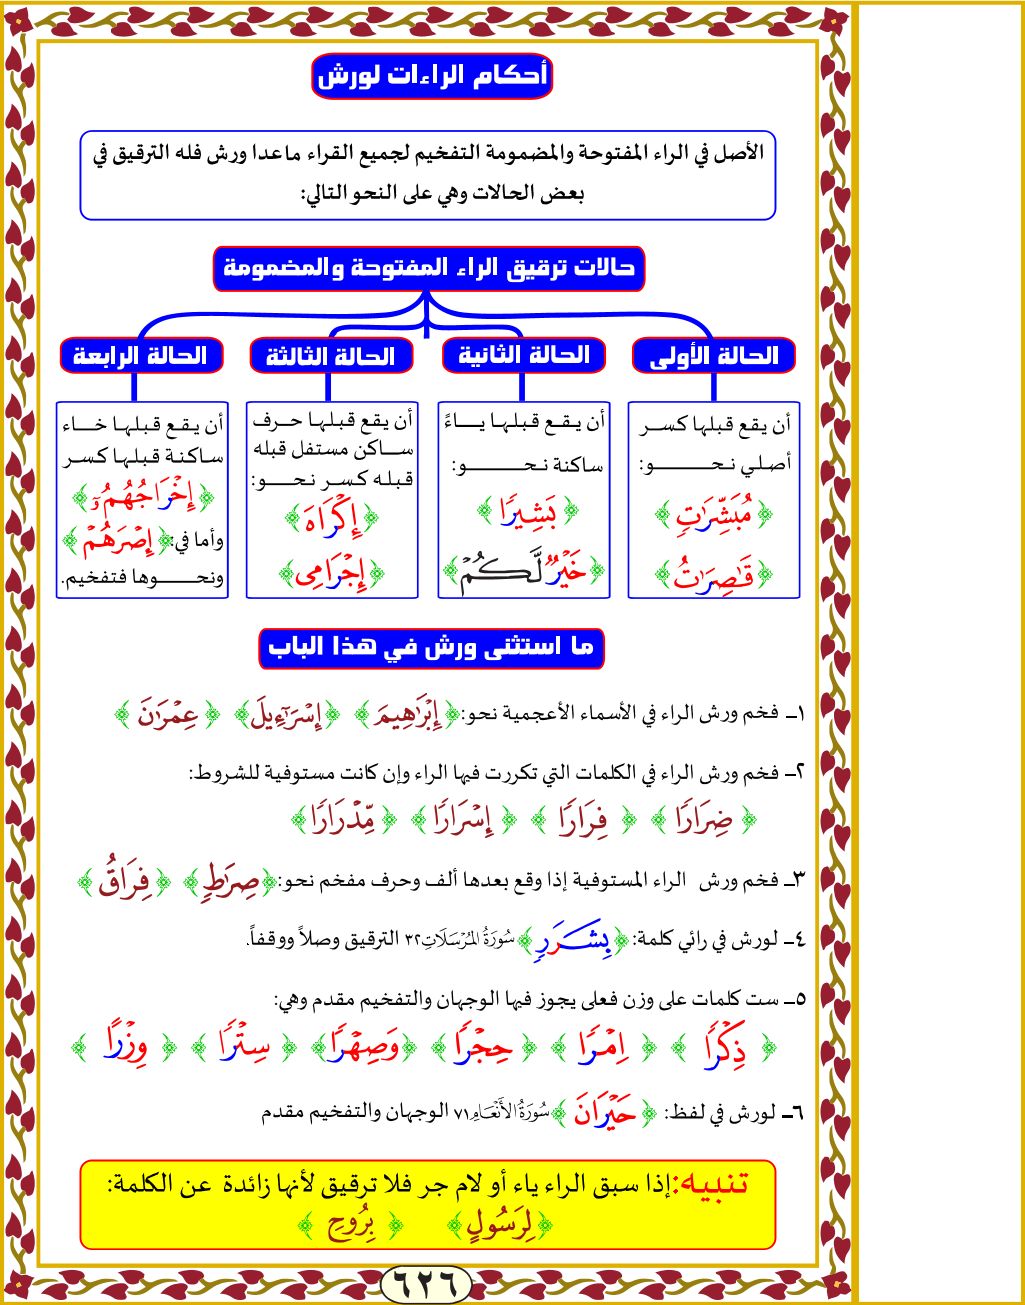 أحكام الراءات لورش
الأصل في الراء المفتوحة والمضمومة التفخيم لجميع القراء ماعدا ورش فله الترقيق في
بعض الحالات وهي على النحو التالي:
حالات ترقيق الراء المفتوحة والمضمومة
الحالة الأولى
أن يقع قبلها كسر
أصلي نحو:
﴿مُبَشِّرَٰتٖ﴾
﴿قَٰصِرَٰتُ﴾
الحالة الثانية
أن يقع قبلها ياءً
ساكنة نحو:
﴿بَشِيرٗا﴾
﴿خَيۡرٞ لَّكُمۡ﴾
الحالة الثالثة
أن يقع قبلها حرف
ساكن مستفل قبله
قبله كسر نحو:
﴿إِكۡرَاهَ﴾
﴿إِجۡرَامِى﴾
الحالة الرابعة
أن يقع قبلها خاء
ساكنة قبلها كسر
﴿إِخۡرَاجُهُمُۥٓ﴾
وأما في:﴿إِصۡرَهُمۡ﴾
ونحوها فتفخيم.
ما استثنى ورش في هذا الباب
١ـ فخم ورش الراء في الأسماء الأعجمية نحو:﴿إِبۡرَٰهِيمَ﴾ ﴿إِسۡرَٰٓءِيلَ﴾ ﴿عِمۡرَٰنَ﴾
٢ـ فخم ورش الراء في الكلمات التي تكررت فيها الراء وإن كانت مستوفية للشروط:
﴿ضِرَارٗا﴾ ﴿فِرَارٗا﴾ ﴿إِسۡرَارٗا﴾ ﴿مِّدۡرَارٗا﴾
٣ـ فخم ورش الراء المستوفية إذا وقع بعدها ألف وحرف مفخم نحو:﴿صِرَٰطٖ﴾ ﴿فِرَاقُ﴾
٤ـ لورش في رائي كلمة:﴿بِشَرَرٖ﴾سُورَةُ المُرۡسَلَاتِ٣٢ الترقيق وصلاً ووقفاً.
٥ـ ست كلمات على وزن فعلى يجوز فيها الوجهان والتفخيم مقدم وهي:
﴿ذِكۡرٗا﴾ ﴿اِمۡرٗا﴾ ﴿حِجۡرٗا﴾ ﴿وَصِهۡرٗا﴾ ﴿سِتۡرٗا﴾ ﴿وِزۡرًا﴾
٦ـ لورش في لفظ: ﴿حَيۡرَانَ﴾سُورَةُ الأَنۡعَامِ٧١ الوجهان والتفخيم مقدم
تنبيه:إذا سبق الراء ياء أو لام جر فلا ترقيق لأنها زائدة عن الكلمة:
﴿لِرَسُولٍ﴾ ﴿بِرُوحِ﴾
٦٢٦